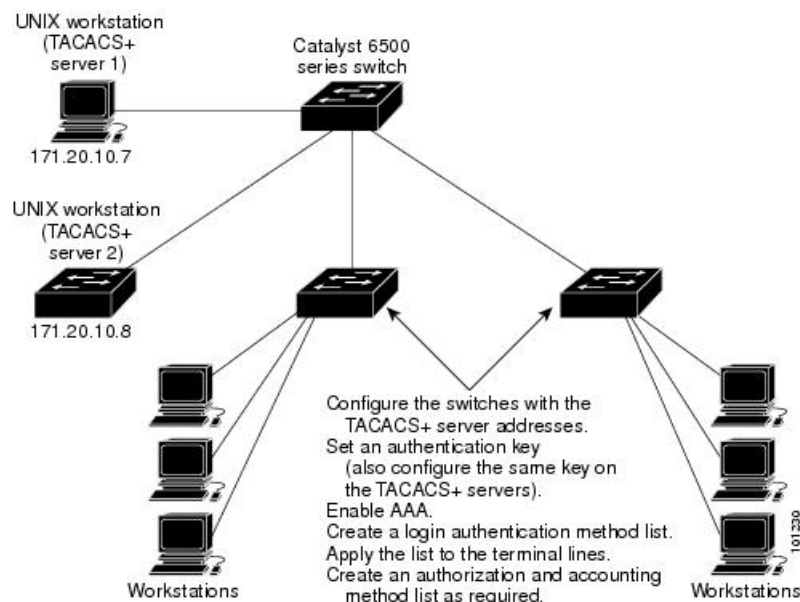 UNIX workstation
(TACACS+
server 1)
Catalyst 6500
series switch
171.20.10.7
UNIX workstation
(TACACS+
server 2)
171.20.10.8
Configure the switches with the
TACACS+ server addresses.
Set an authentication key
(also configure the same key on
the TACACS+ servers).
Enable AAA.
Create a login authentication method list.
Apply the list to the terminal lines.
Create an authorization and accounting
method list as required.
Workstations
Workstations
101230